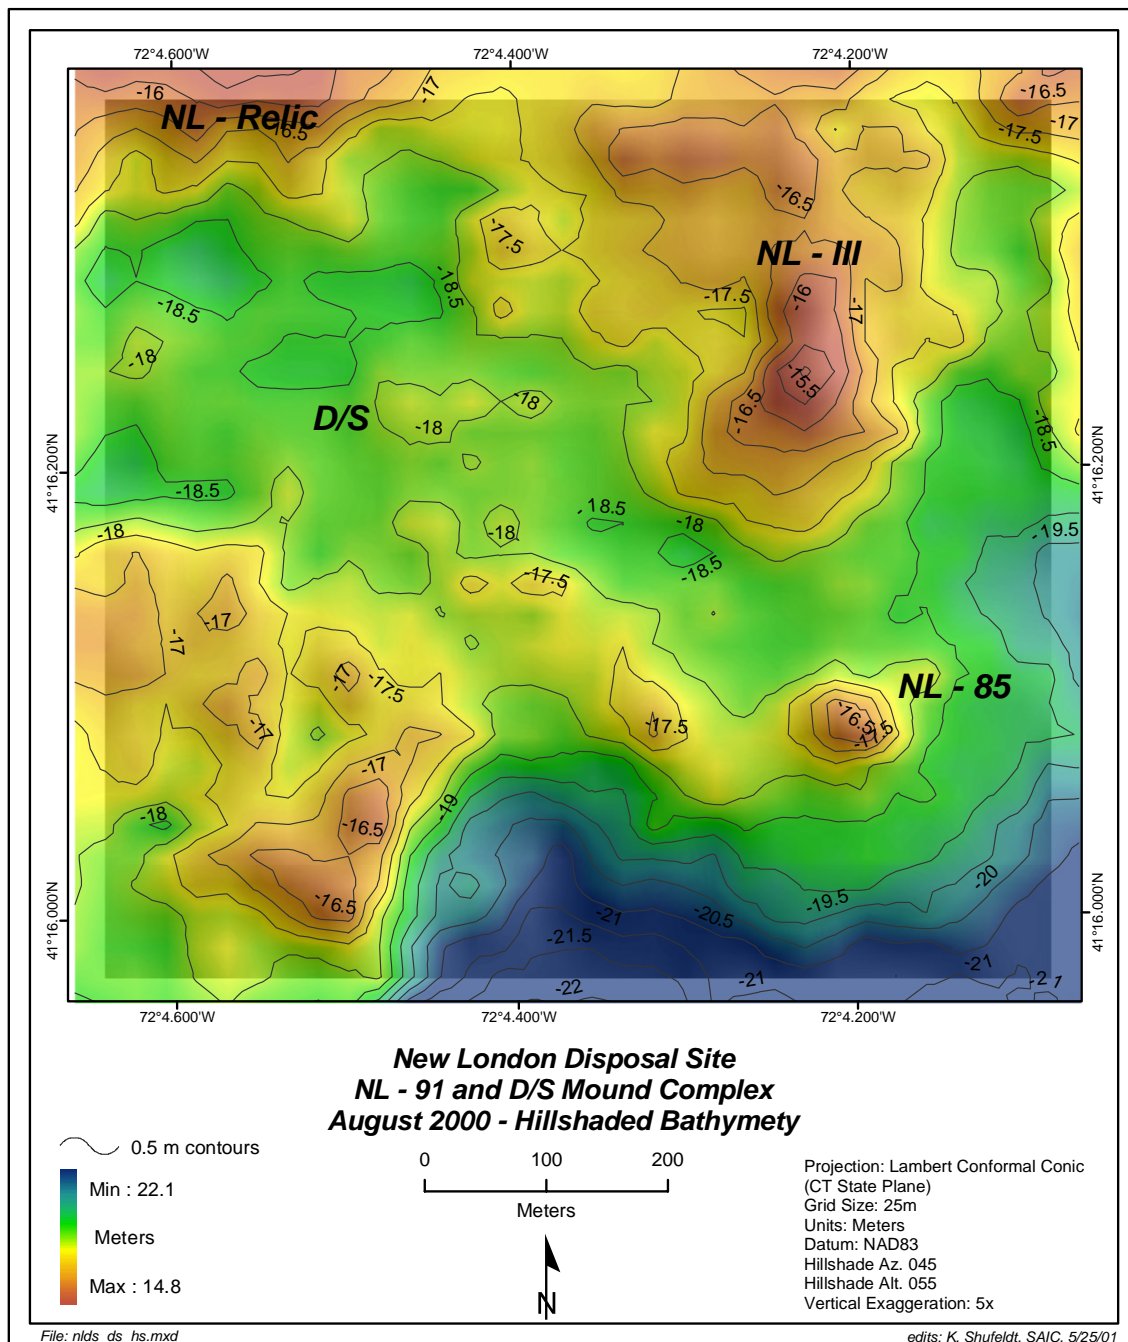 72°4.600'W 72°4.400'W 72°4.200'W
-16 -17 -16.5
NL - Relic
-16.5 -17
-17.5
-16.5
-17.5
NL - III
-18.5 -17.5 -16 -17
-18.5
-18 -15.5
-18 -16.5
D/S -18
-18.5
41°16.200'N 41°16.200'N
-18.5 -18.5
-18 -18 -18 -19.5
-17.5 -18.5
-17
-17
-17 -17.5 NL - 85
-17 -17.5 -16.5
-17.5
-17
-18 -16.5 -19
-20
-16.5 -21 -20.5 -19.5
41°16.000'N 41°16.000'N
-21.5 -21
-22 -21 -21
72°4.600'W 72°4.400'W 72°4.200'W
New London Disposal Site
NL - 91 and D/S Mound Complex
August 2000 - Hillshaded Bathymety
0.5 m contours
Min : 22.1
Meters
Max : 14.8
0 100 200
Meters
N
Projection: Lambert Conformal Conic
(CT State Plane)
Grid Size: 25m
Units: Meters
Datum: NAD83
Hillshade Az. 045
Hillshade Alt. 055
Vertical Exaggeration: 5x
File: nlds_ds_hs.mxd edits: K. Shufeldt, SAIC, 5/25/01